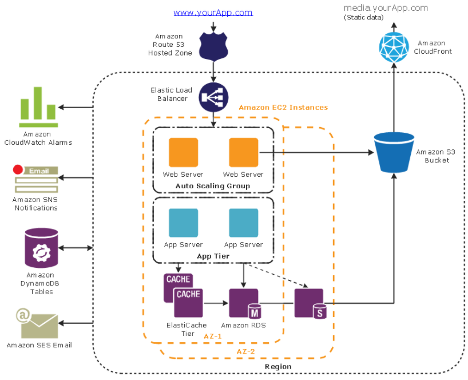 www.yourApp.com
media.yourApp.com
(Static data)
Amazon
Route 53
Hosted Zone
Amazon
CloudFront
Elastic Load
Balancer
Amazon EC2 Instances
Amazon
CloudWatch Alarms
Web Server
Web Server
Auto Scaling Group
Amazon S3
Bucket
Email
Amazon SNS
Notifications
App Server
App Server
App Tier
Amazon
DynamoDB
Tables
CACHE
CACHE
M
S
ElastiCache
Tier
Amazon RDS
AZ-1
@
Amazon SES Email
AZ-2
Region